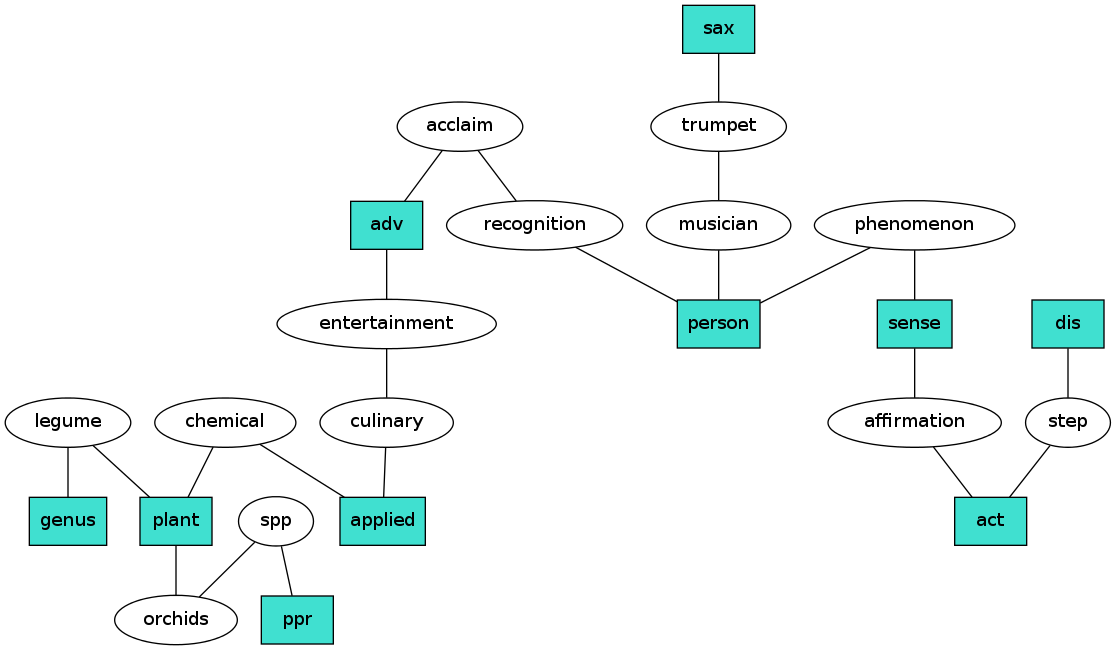 sax
acclaim
trumpet
adv
recognition
musician
phenomenon
entertainment
person
sense
dis
legume
chemical
culinary
affirmation
step
genus
plant
spp
applied
act
orchids
ppr